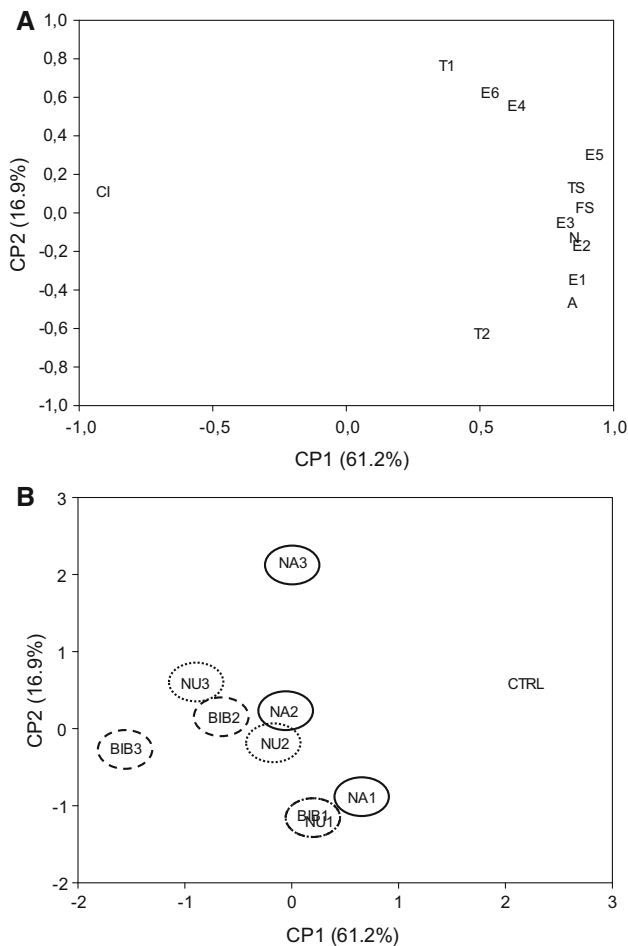 A
1,0
0,8
0,6
0,4
0,2
0,0
-0,2
-0,4
-0,6
-0,8
-1,0
CP2 (16.9%)
T1
E6
E4
E5
CI
TS
FS
E3
N
E2
E1
A
T2
-1,0 -0,5 0,0 0,5 1,0
CP1 (61.2%)
B
3
2
1
0
-1
-2
CP2 (16.9%)
NA3
NU3
CTRL
BIB2
NA2
NU2
BIB3
NA1
BIB1
NU1
-2 -1 0 1 2 3
CP1 (61.2%)